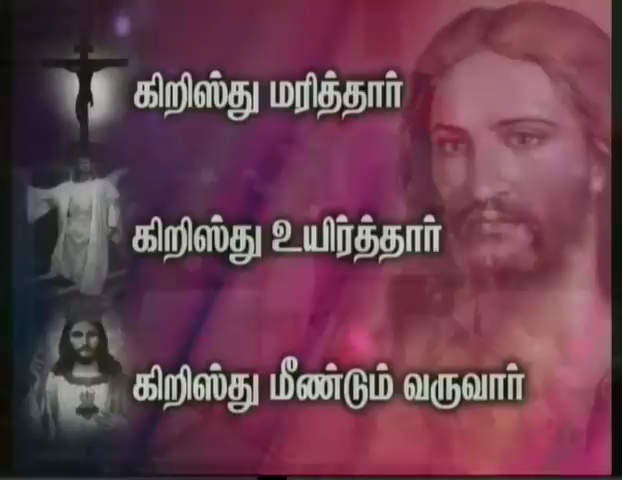 கிறிஸ்து மரித்தார்
கிறிஸ்து உயிர்த்தார்
கிறிஸ்து மீண்டும் வருவார்